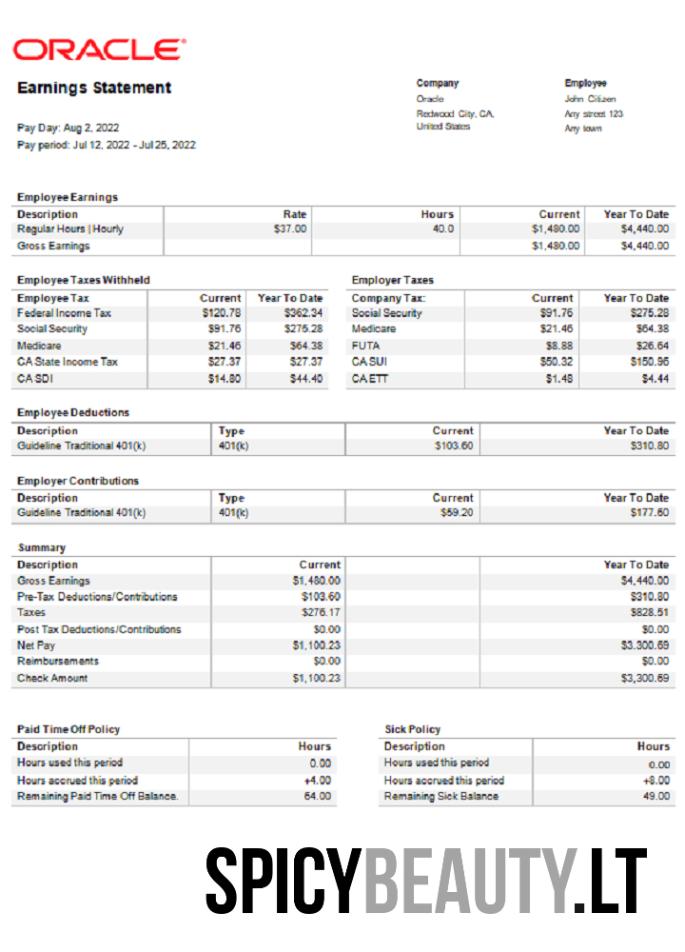 ORACLE
Earnings Statement
Pay Day: Aug 2, 2022
Pay period: Jul 12, 2022 - Jul 25, 2022
Company
Oracle
Redwood City, CA,
United States
Employee
John Citizen
Any street 123
Any town
Employee Earnings
Description Rate Hours Current Year To Date
Regular Hours | Hourly $37.00 40.0 $1,480.00 $4,440.00
Gross Earnings $1,480.00 $4,440.00
Employee Taxes Withheld
Employee Tax Current Year To Date
Federal Income Tax $120.78 $362.34
Social Security $91.76 $275.28
Medicare $21.46 $64.38
CA State Income Tax $27.37 $27.37
CA SDI $14.80 $44.40
Employer Taxes
Company Tax: Current Year To Date
Social Security $91.76 $275.28
Medicare $21.46 $64.38
FUTA $8.88 $26.64
CA SUI $50.32 $150.96
CA ETT $1.48 $4.44
Employee Deductions
Description Type Current Year To Date
Guideline Traditional 401(k) 401(k) $103.60 $310.80
Employer Contributions
Description Type Current Year To Date
Guideline Traditional 401(k) 401(k) $59.20 $177.60
Summary
Description Current Year To Date
Gross Earnings $1,480.00 $4,440.00
Pre-Tax Deductions/Contributions $103.60 $310.80
Taxes $276.17 $828.51
Post Tax Deductions/Contributions $0.00 $0.00
Net Pay $1,100.23 $3.300.69
Reimbursements $0.00 $0.00
Check Amount $1,100.23 $3,300.69
Paid Time Off Policy
Description Hours
Hours used this period 0.00
Hours accrued this period +4.00
Remaining Paid Time Off Balance. 64.00
Sick Policy
Description Hours
Hours used this period 0.00
Hours accrued this period +8.00
Remaining Sick Balance 49.00
SPICYBEAUTY.LT